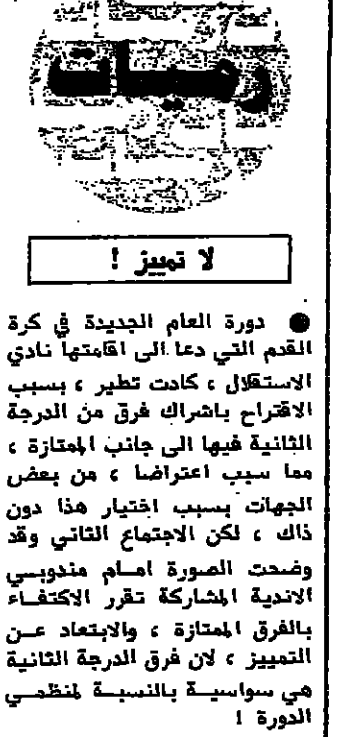 رميات
لا تمييز !
● دورة العام الجديدة في كرة
القدم التي دعا الى اقامتها نادي
الاستقلال ، كادت تطير ، بسبب
الاقتراح باشراك فرق من الدرجة
الثانية فيها الى جانب الممتازة ،
مما سبب اعتراضا ، من بعض
الجهات بسبب اختيار هذا دون
ذاك ، لكن الاجتماع الثاني وقد
وضحت الصورة امام مندوبي
الاندية المشاركة تقرر الاكتفاء
بالفرق الممتازة ، والابتعاد عن
التمييز ، لان فرق الدرجة الثانية
هي سواسية بالنسبة لمنظمي
الدورة !